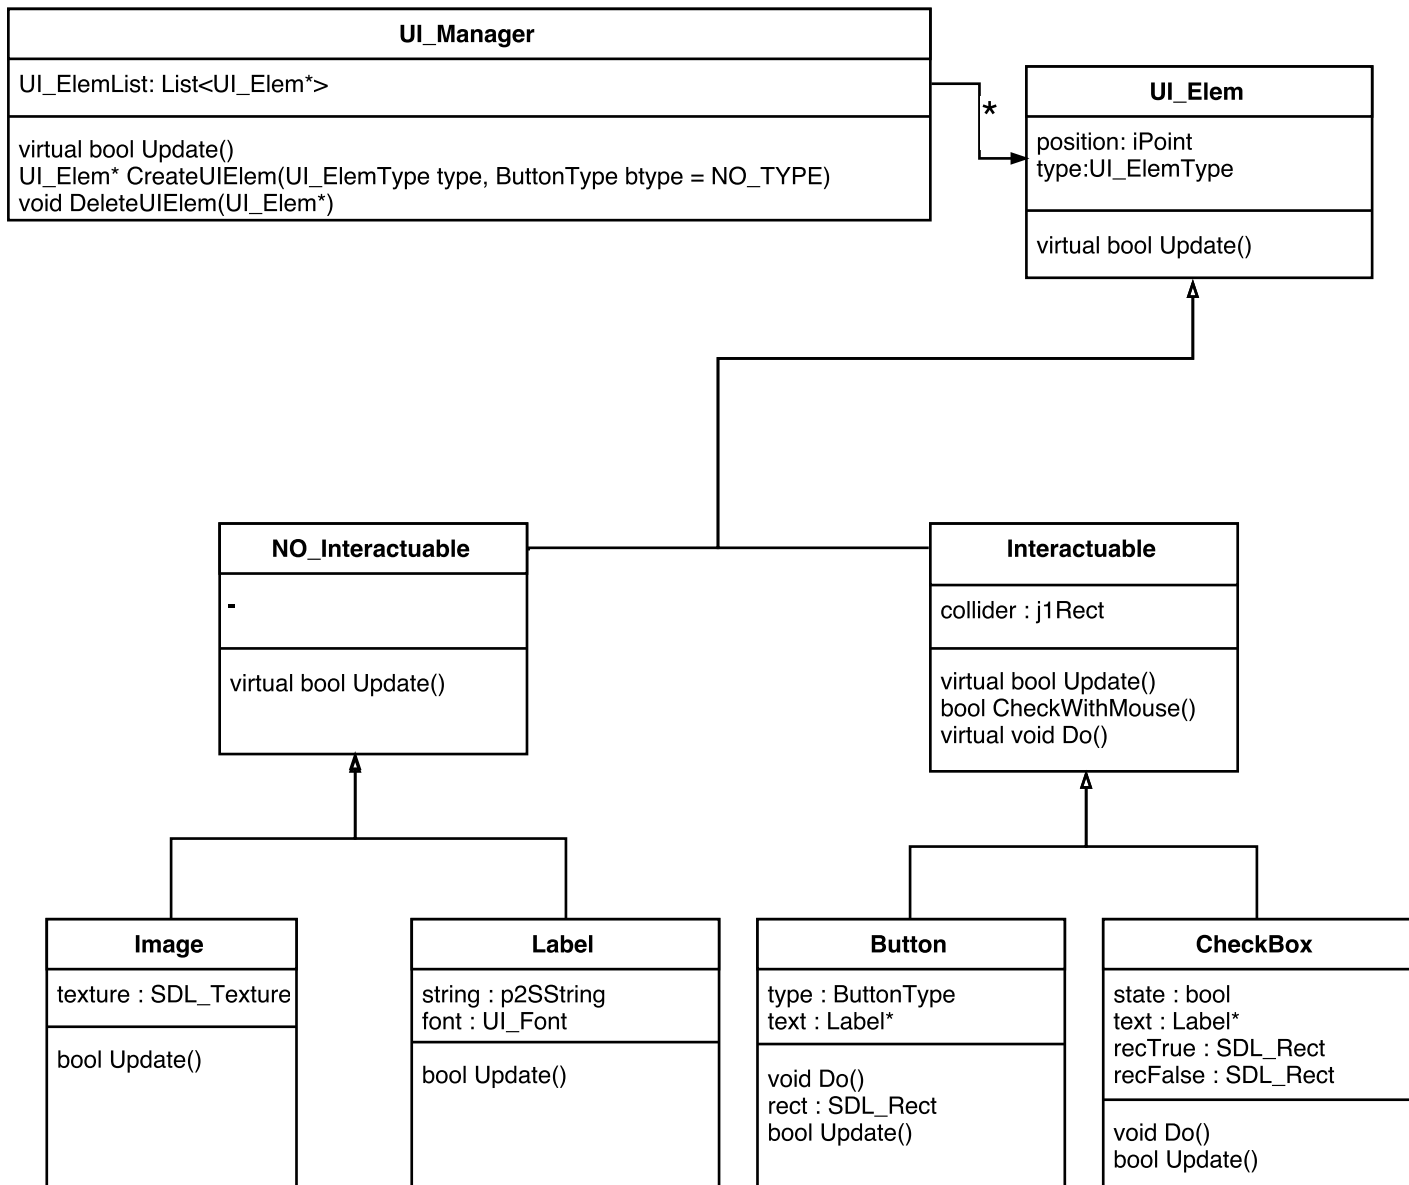 UI_Manager
UI_ElemList: List<UI_Elem*>
virtual bool Update()
UI_Elem* CreateUIElem(UI_ElemType type, ButtonType btype = NO_TYPE)
void DeleteUIElem(UI_Elem*)
*
UI_Elem
position: iPoint
type:UI_ElemType
virtual bool Update()
NO_Interactuable
-
virtual bool Update()
Interactuable
collider : j1Rect
virtual bool Update()
bool CheckWithMouse()
virtual void Do()
Image
texture : SDL_Texture
bool Update()
Label
string : p2SString
font : UI_Font
bool Update()
Button
type : ButtonType
text : Label*
void Do()
rect : SDL_Rect
bool Update()
CheckBox
state : bool
text : Label*
recTrue : SDL_Rect
recFalse : SDL_Rect
void Do()
bool Update()